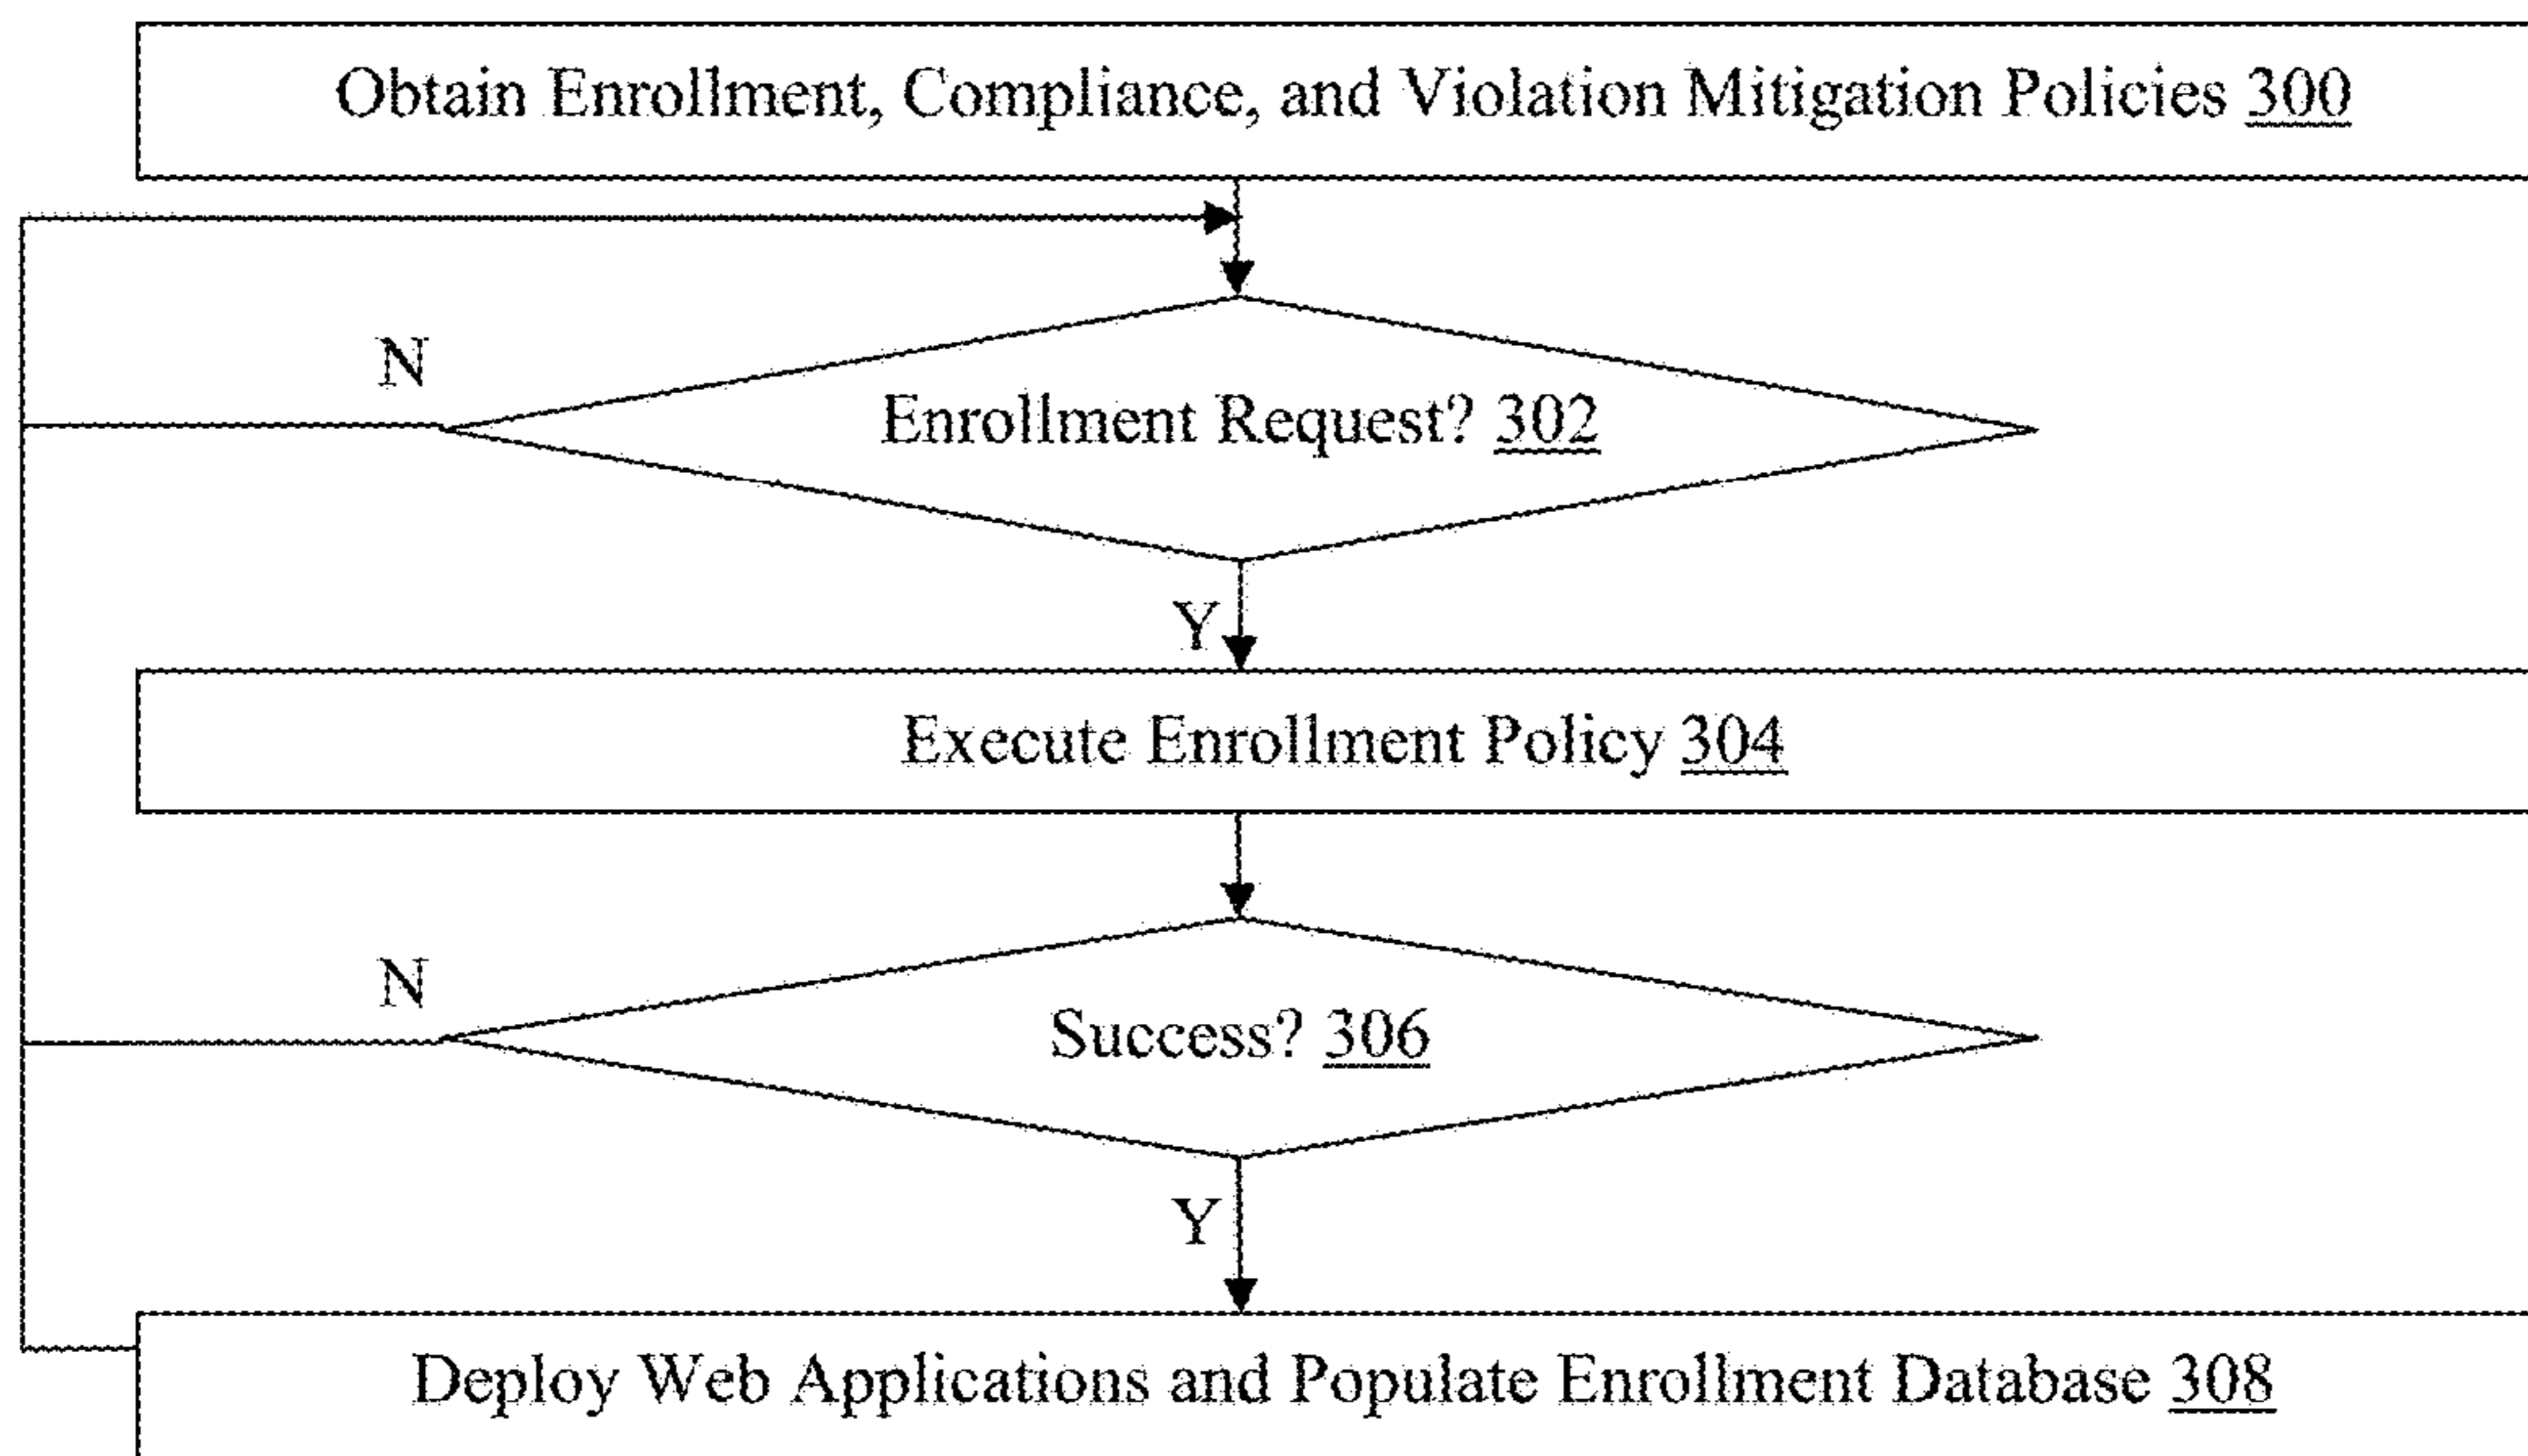 Obtain Enrollment, Compliance, and Violation Mitigation Policies 300
N
Enrollment Request? 302
Y
Execute Enrollment Policy 304
N
Success? 306
Y
Deploy Web Applications and Populate Enrollment Database 308